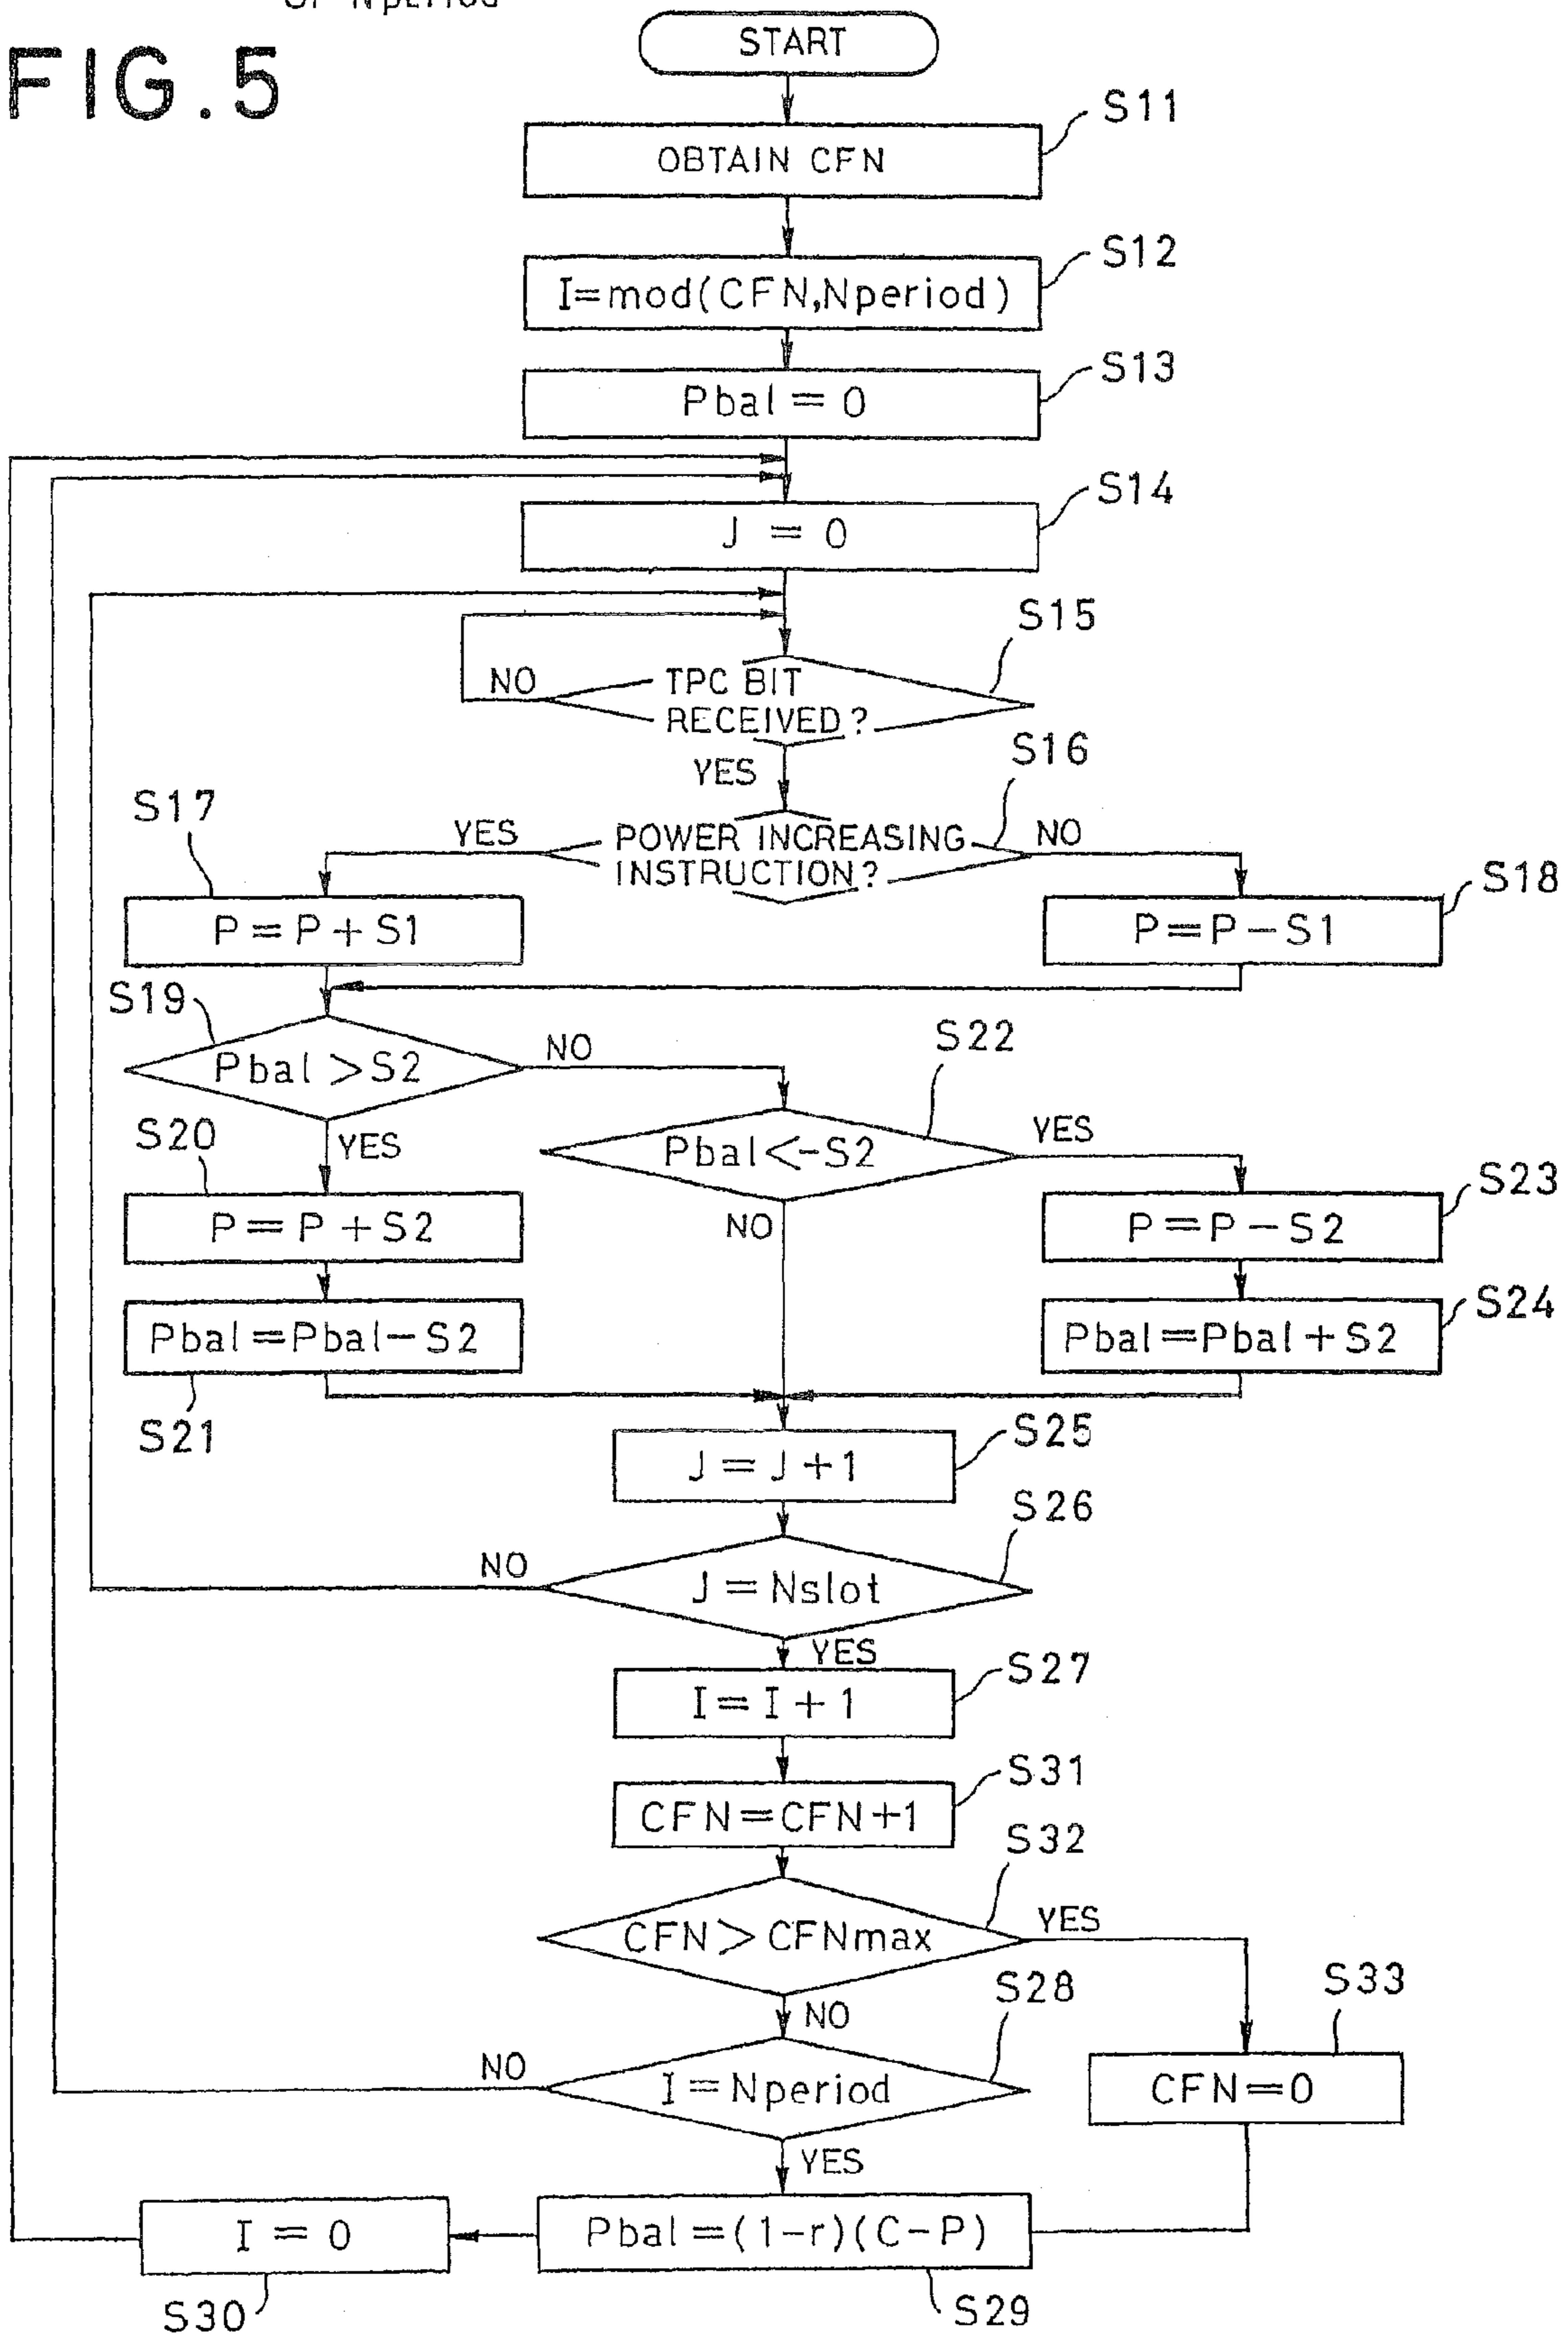 OF Nperiod
FIG.5
START
S11
OBTAIN CFN
S12
I=mod(CFN,Nperiod)
S13
Pbal = 0
S14
J = 0
S15
NO
TPC BIT
RECEIVED?
YES
S16
S17
YES
POWER INCREASING
INSTRUCTION?
NO
S18
P=P+S1
P=P-S1
S19
Pbal>S2
NO
S22
S20
YES
Pbal<-S2
YES
S23
P=P+S2
NO
P=P-S2
S24
Pbal=Pbal-S2
Pbal=Pbal+S2
S21
S25
J=J+1
S26
NO
J=Nslot
YES
S27
I=I+1
S31
CFN=CFN+1
S32
CFN>CFNmax
YES
S28
S33
NO
NO
I=Nperiod
CFN=0
YES
I=0
Pbal=(1-r)(C-P)
S30
S29